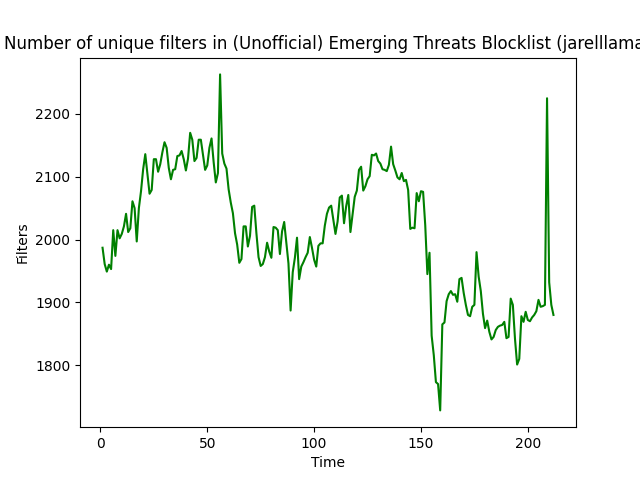 Number of unique filters in (Unofficial) Emerging Threats Blocklist (jarelllama
Filters
2200
2100
2000
1900
1800
0 50 100 150 200
Time